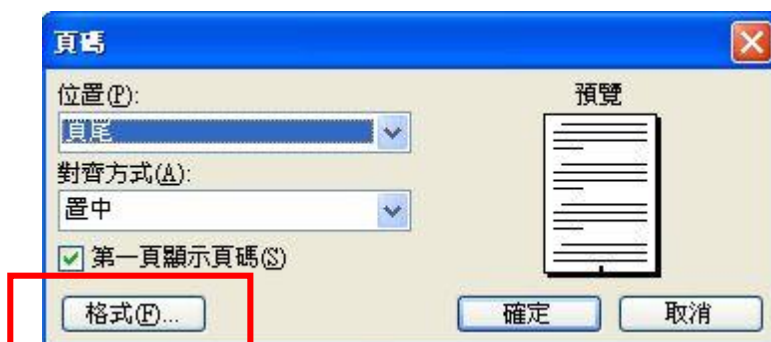 頁碼
位置(P):
預覽
頁尾
對齊方式(A):
置中
第一頁顯示頁碼(S)
格式(F)...
確定
取消